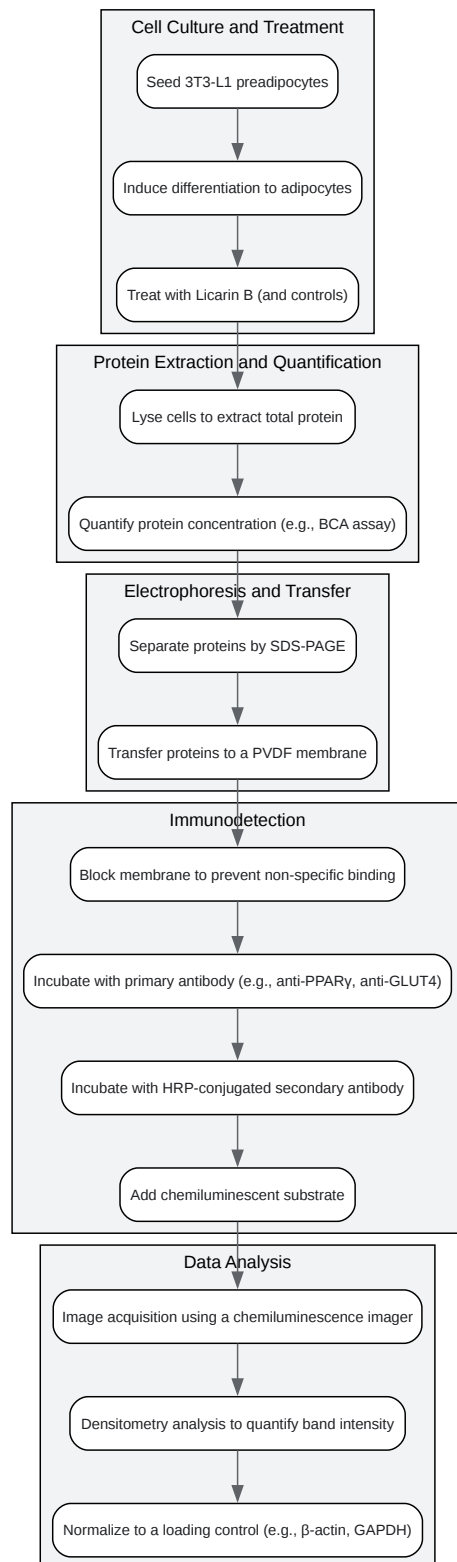 Cell Culture and Treatment
Seed 3T3-L1 preadipocytes
Induce differentiation to adipocytes
Treat with Licarin B (and controls)
Protein Extraction and Quantification
Lyse cells to extract total protein
Quantify protein concentration (e.g., BCA assay)
Electrophoresis and Transfer
Separate proteins by SDS-PAGE
Transfer proteins to a PVDF membrane
Immunodetection
Block membrane to prevent non-specific binding
Incubate with primary antibody (e.g., anti-PPARγ, anti-GLUT4)
Incubate with HRP-conjugated secondary antibody
Add chemiluminescent substrate
Data Analysis
Image acquisition using a chemiluminescence imager
Densitometry analysis to quantify band intensity
Normalize to a loading control (e.g., β-actin, GAPDH)